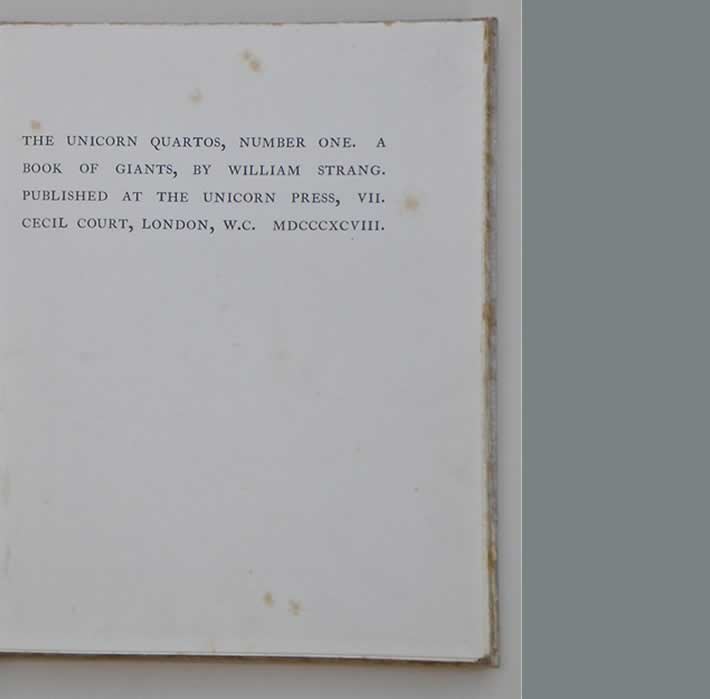 THE UNICORN QUARTOS, NUMBER ONE. A
BOOK OF GIANTS, BY WILLIAM STRANG.
PUBLISHED AT THE UNICORN PRESS, VII.
CECIL COURT, LONDON, W.C. MDCCCXCVIII.